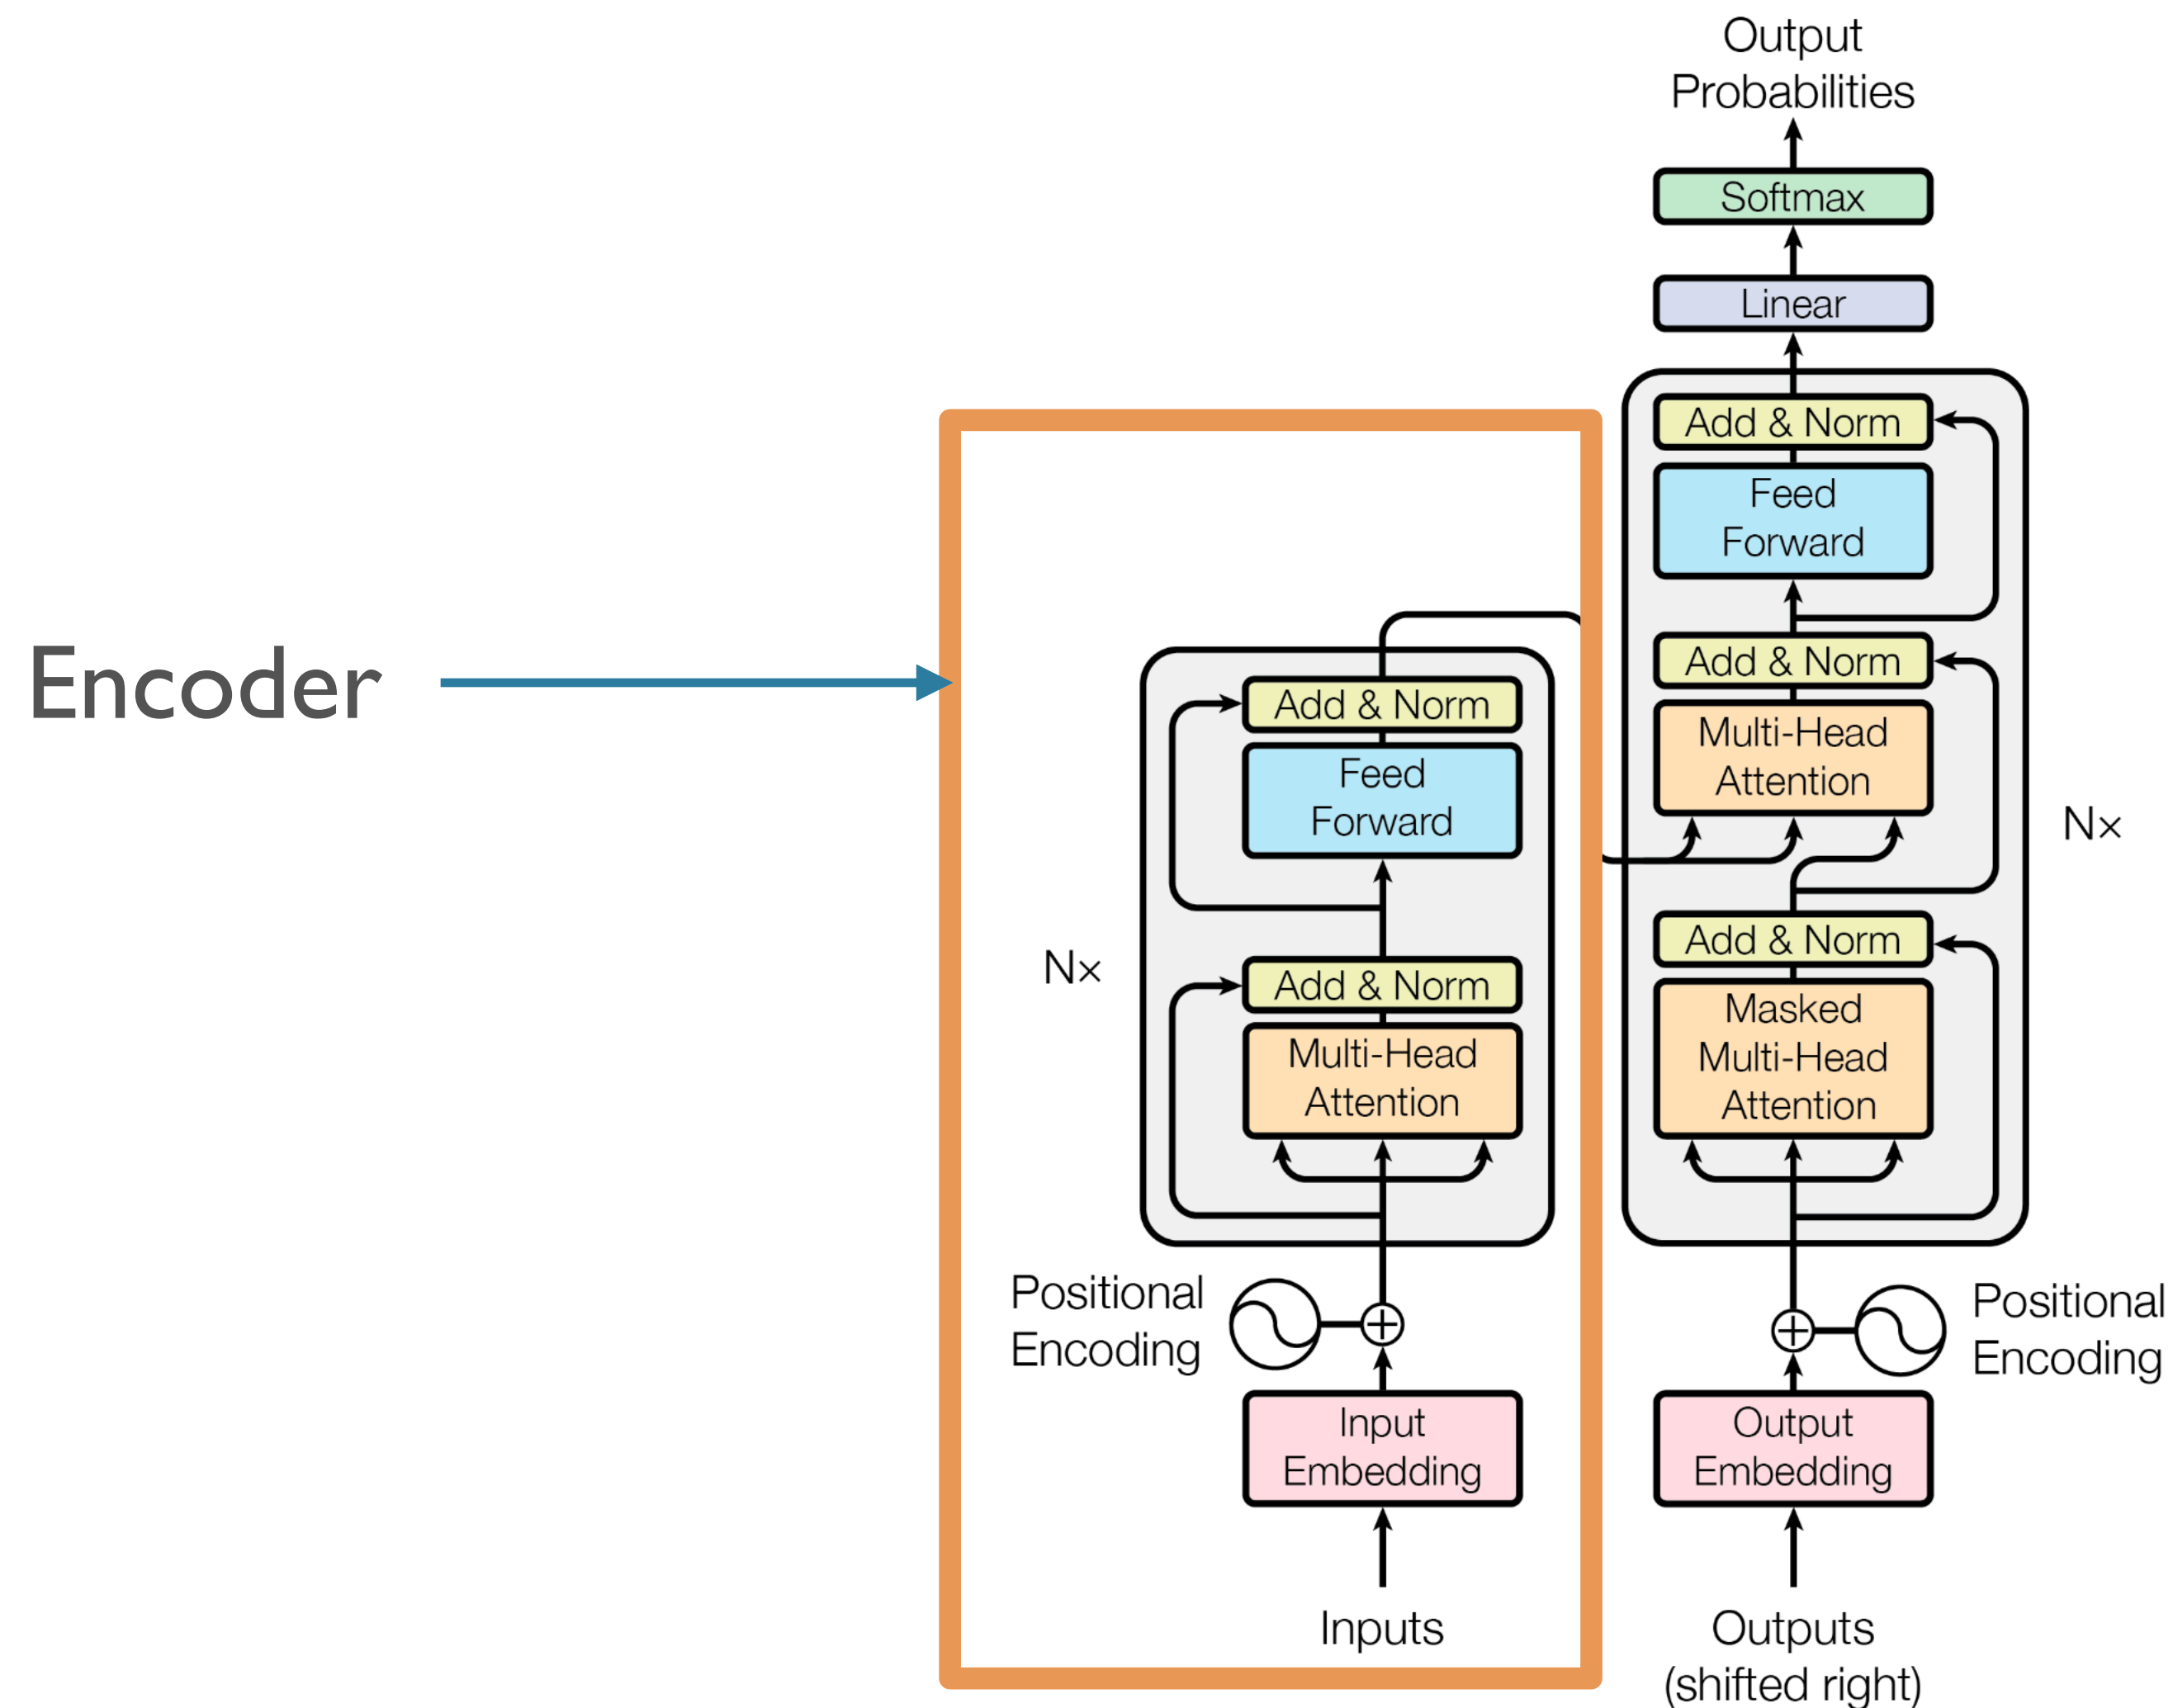 Encoder
Output
Probabilities
Softmax
Linear
Add & Norm
Feed
Forward
Add & Norm
Multi-Head
Attention
N×
Add & Norm
Masked
Multi-Head
Attention
Positional
Encoding
Output
Embedding
Outputs
(shifted right)
Add & Norm
Feed
Forward
N×
Add & Norm
Multi-Head
Attention
Positional
Encoding
Input
Embedding
Inputs